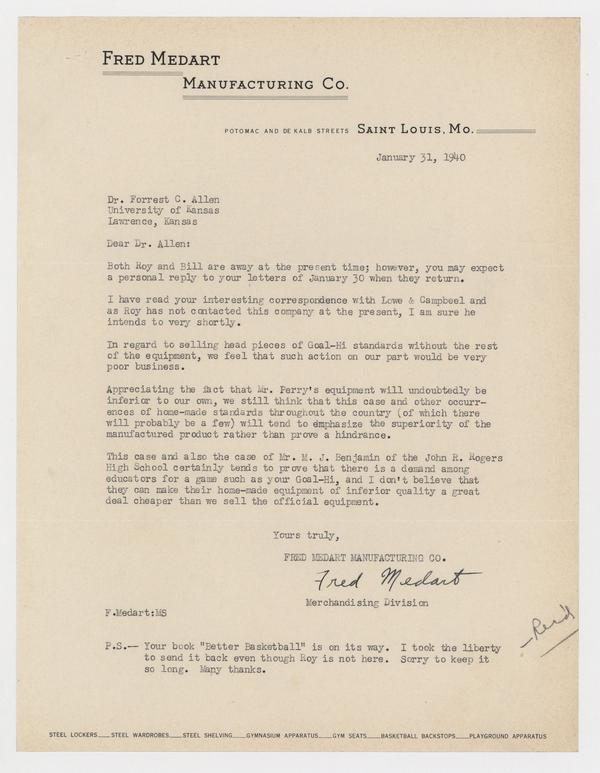 FRED MEDART
MANUFACTURING CO.
POTOMAC AND DE KALB STREETS SAINT LOUIS, MO.
January 31, 1940
Dr. Forrest C. Allen
University of Kansas
Lawrence, Kansas
Dear Dr. Allen:
Both Roy and Bill are away at the present time; however, you may expect
a personal reply to your letters of January 30 when they return.
I have read your interesting correspondence with Lowe & Campbeel and
as Roy has not contacted this company at the present, I am sure he
intends to very shortly.
In regard to selling head pieces of Goal-Hi standards without the rest
of the equipment, we feel that such action on our part would be very
poor business.
Appreciating the fact that Mr. Perry's equipment will undoubtedly be
inferior to our own, we still think that this case and other occurr-
ences of home-made standards throughout the country (of which there
will probably be a few) will tend to emphasize the superiority of the
manufactured product rather than prove a hindrance.
This case and also the case of Mr. M. J. Benjamin of the John R. Rogers
High School certainly tends to prove that there is a demand among
educators for a game such as your Goal-Hi, and I don't believe that
they can make their home-made equipment of inferior quality a great
deal cheaper than we sell the official equipment.
Yours truly,
FRED MEDART MANUFACTURING CO.
Fred Medart
Merchandising Division
F.Medart:MS
Rec'd
P.S.-- Your book "Better Basketball" is on its way. I took the liberty
to send it back even though Roy is not here. Sorry to keep it
so long. Many thanks.
STEEL LOCKERS STEEL WARDROBES STEEL SHELVING GYMNASIUM APPARATUS GYM SEATS BASKETBALL BACKSTOPS PLAYGROUND APPARATUS